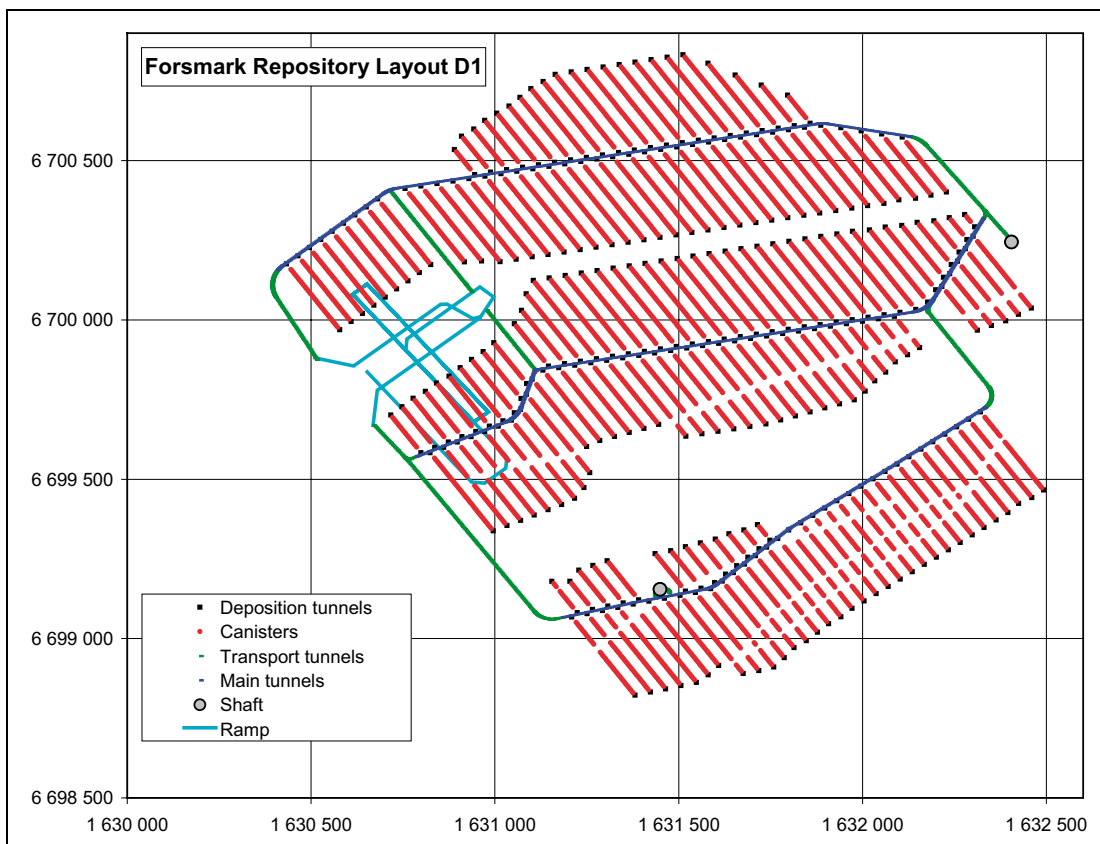 Forsmark Repository Layout D1
6 700 500
6 700 000
6 699 500
6 699 000
6 698 500
Deposition tunnels
Canisters
Transport tunnels
Main tunnels
Shaft
Ramp
1 630 000
1 630 500
1 631 000
1 631 500
1 632 000
1 632 500